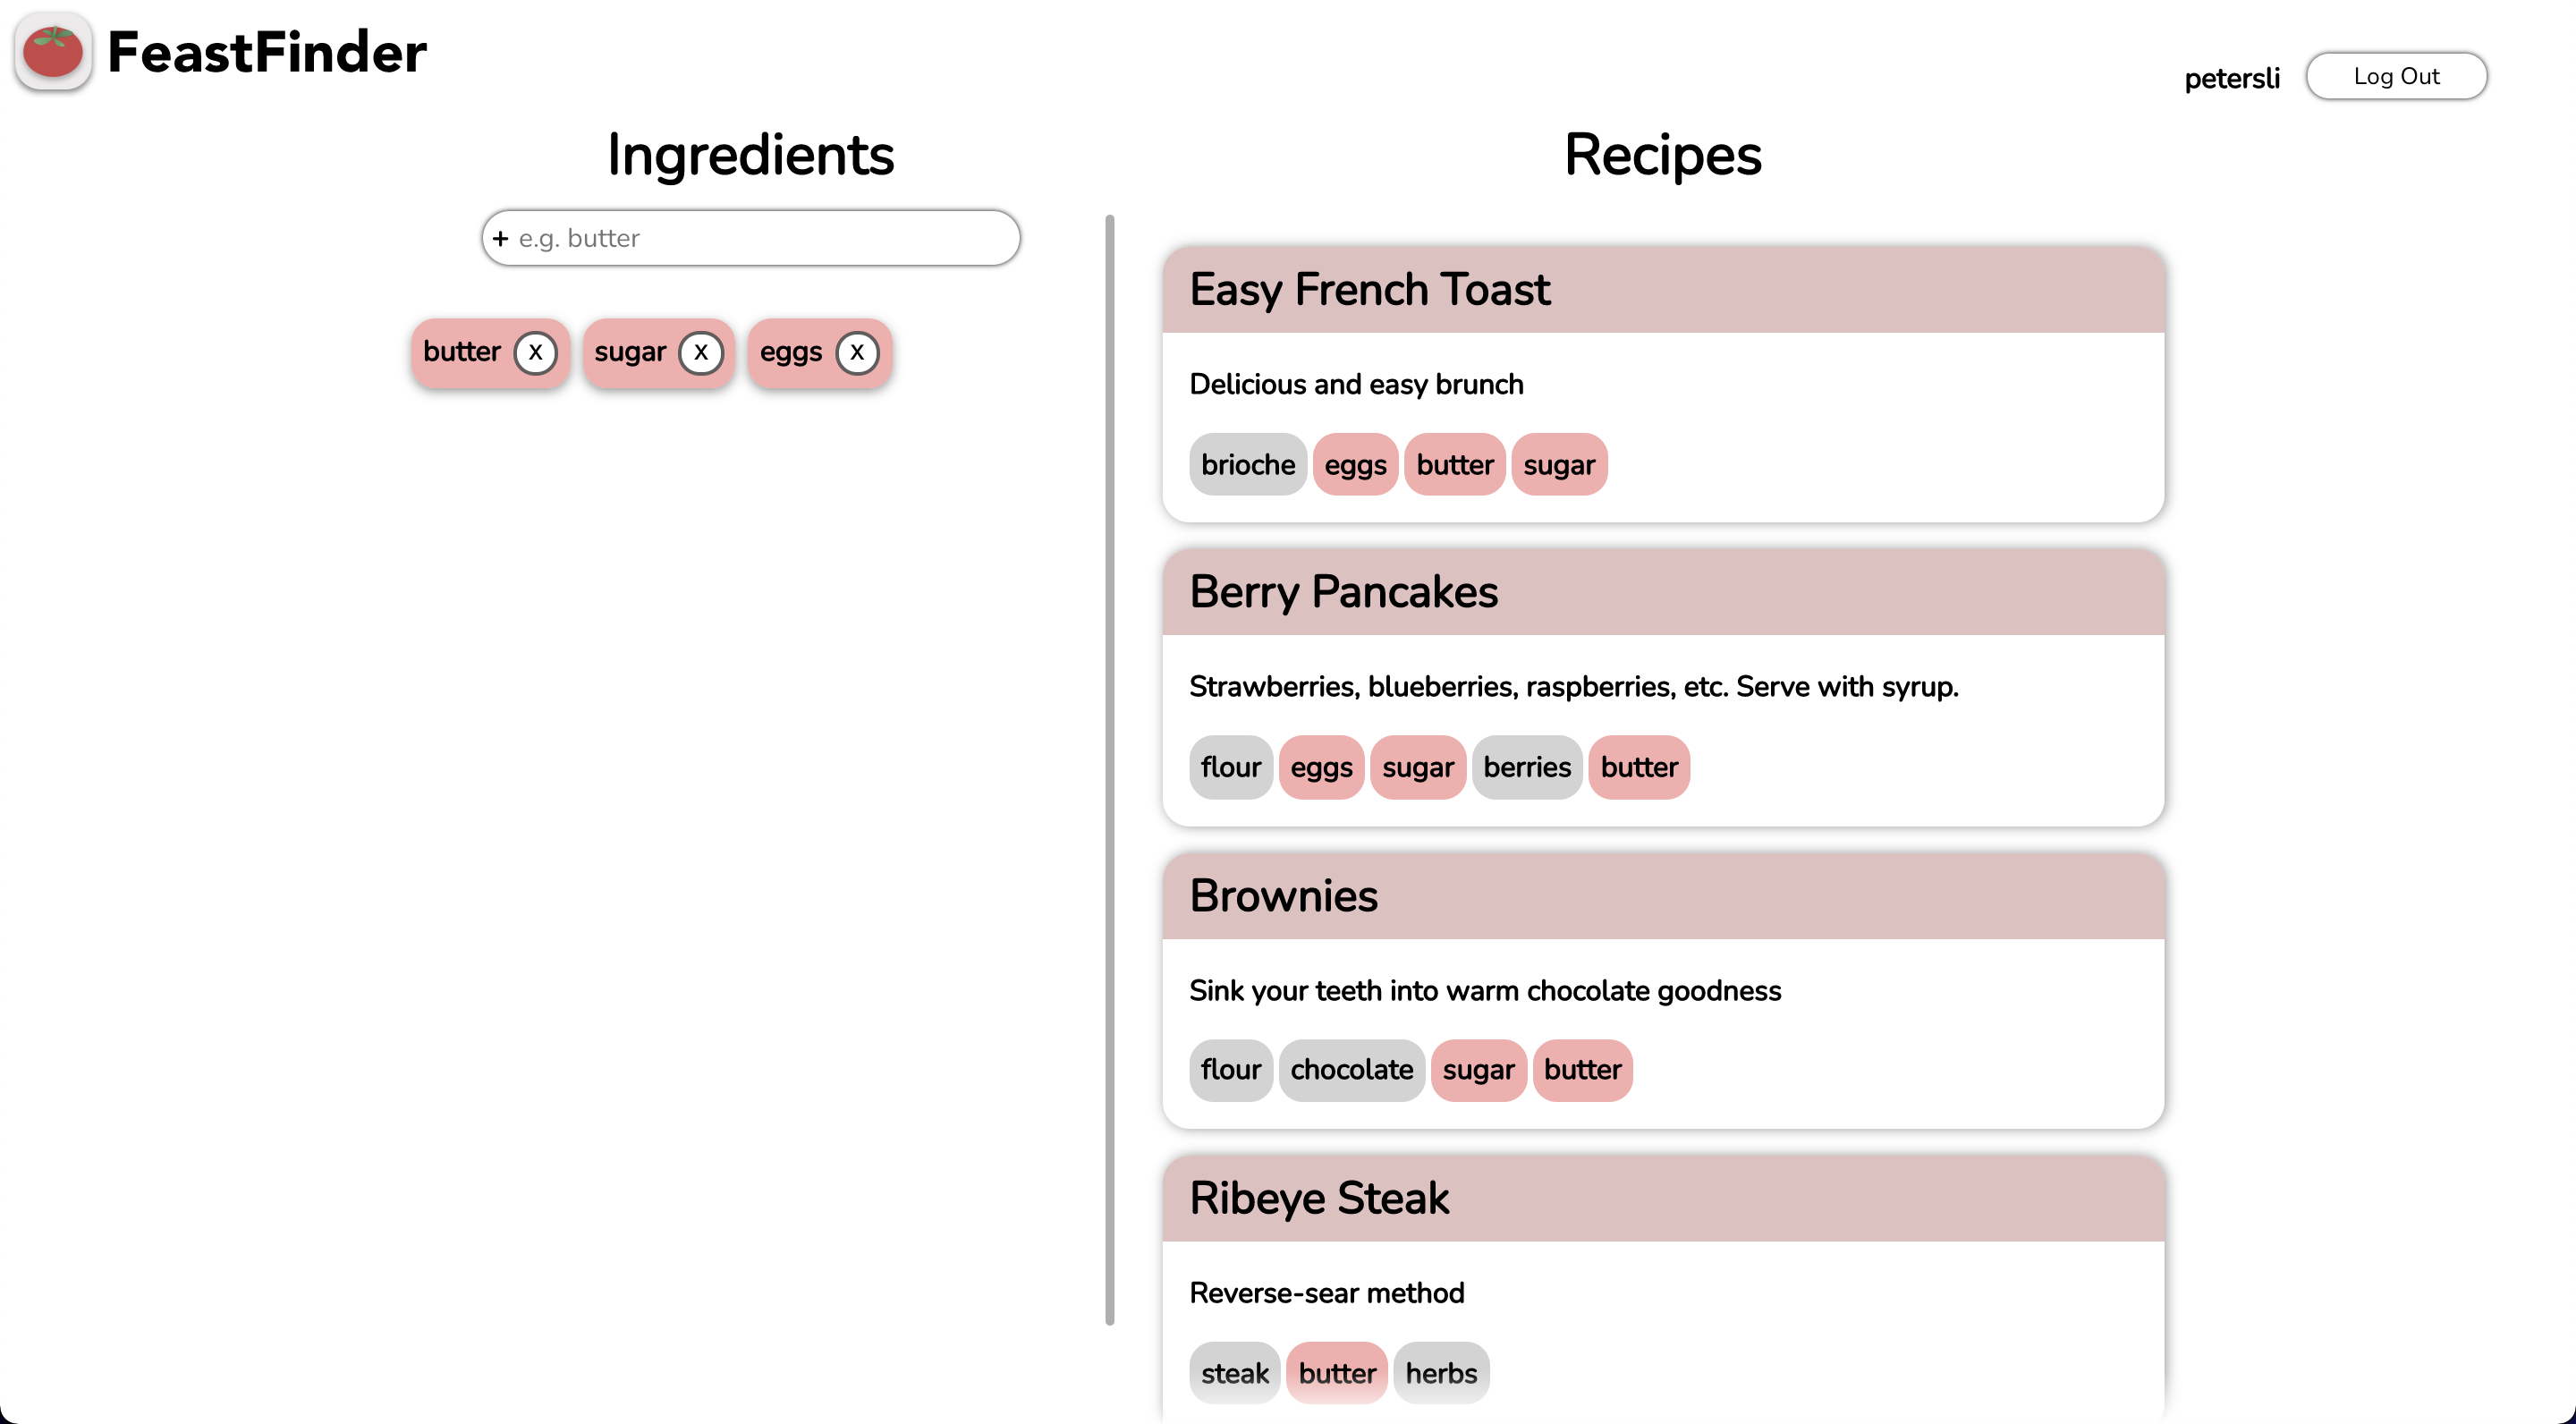 FeastFinder
petersli
Log Out
Ingredients
+ e.g. butter
butter X sugar X eggs X
Recipes
Easy French Toast
Delicious and easy brunch
brioche eggs butter sugar
Berry Pancakes
Strawberries, blueberries, raspberries, etc. Serve with syrup.
flour eggs sugar berries butter
Brownies
Sink your teeth into warm chocolate goodness
flour chocolate sugar butter
Ribeye Steak
Reverse-sear method
steak butter herbs